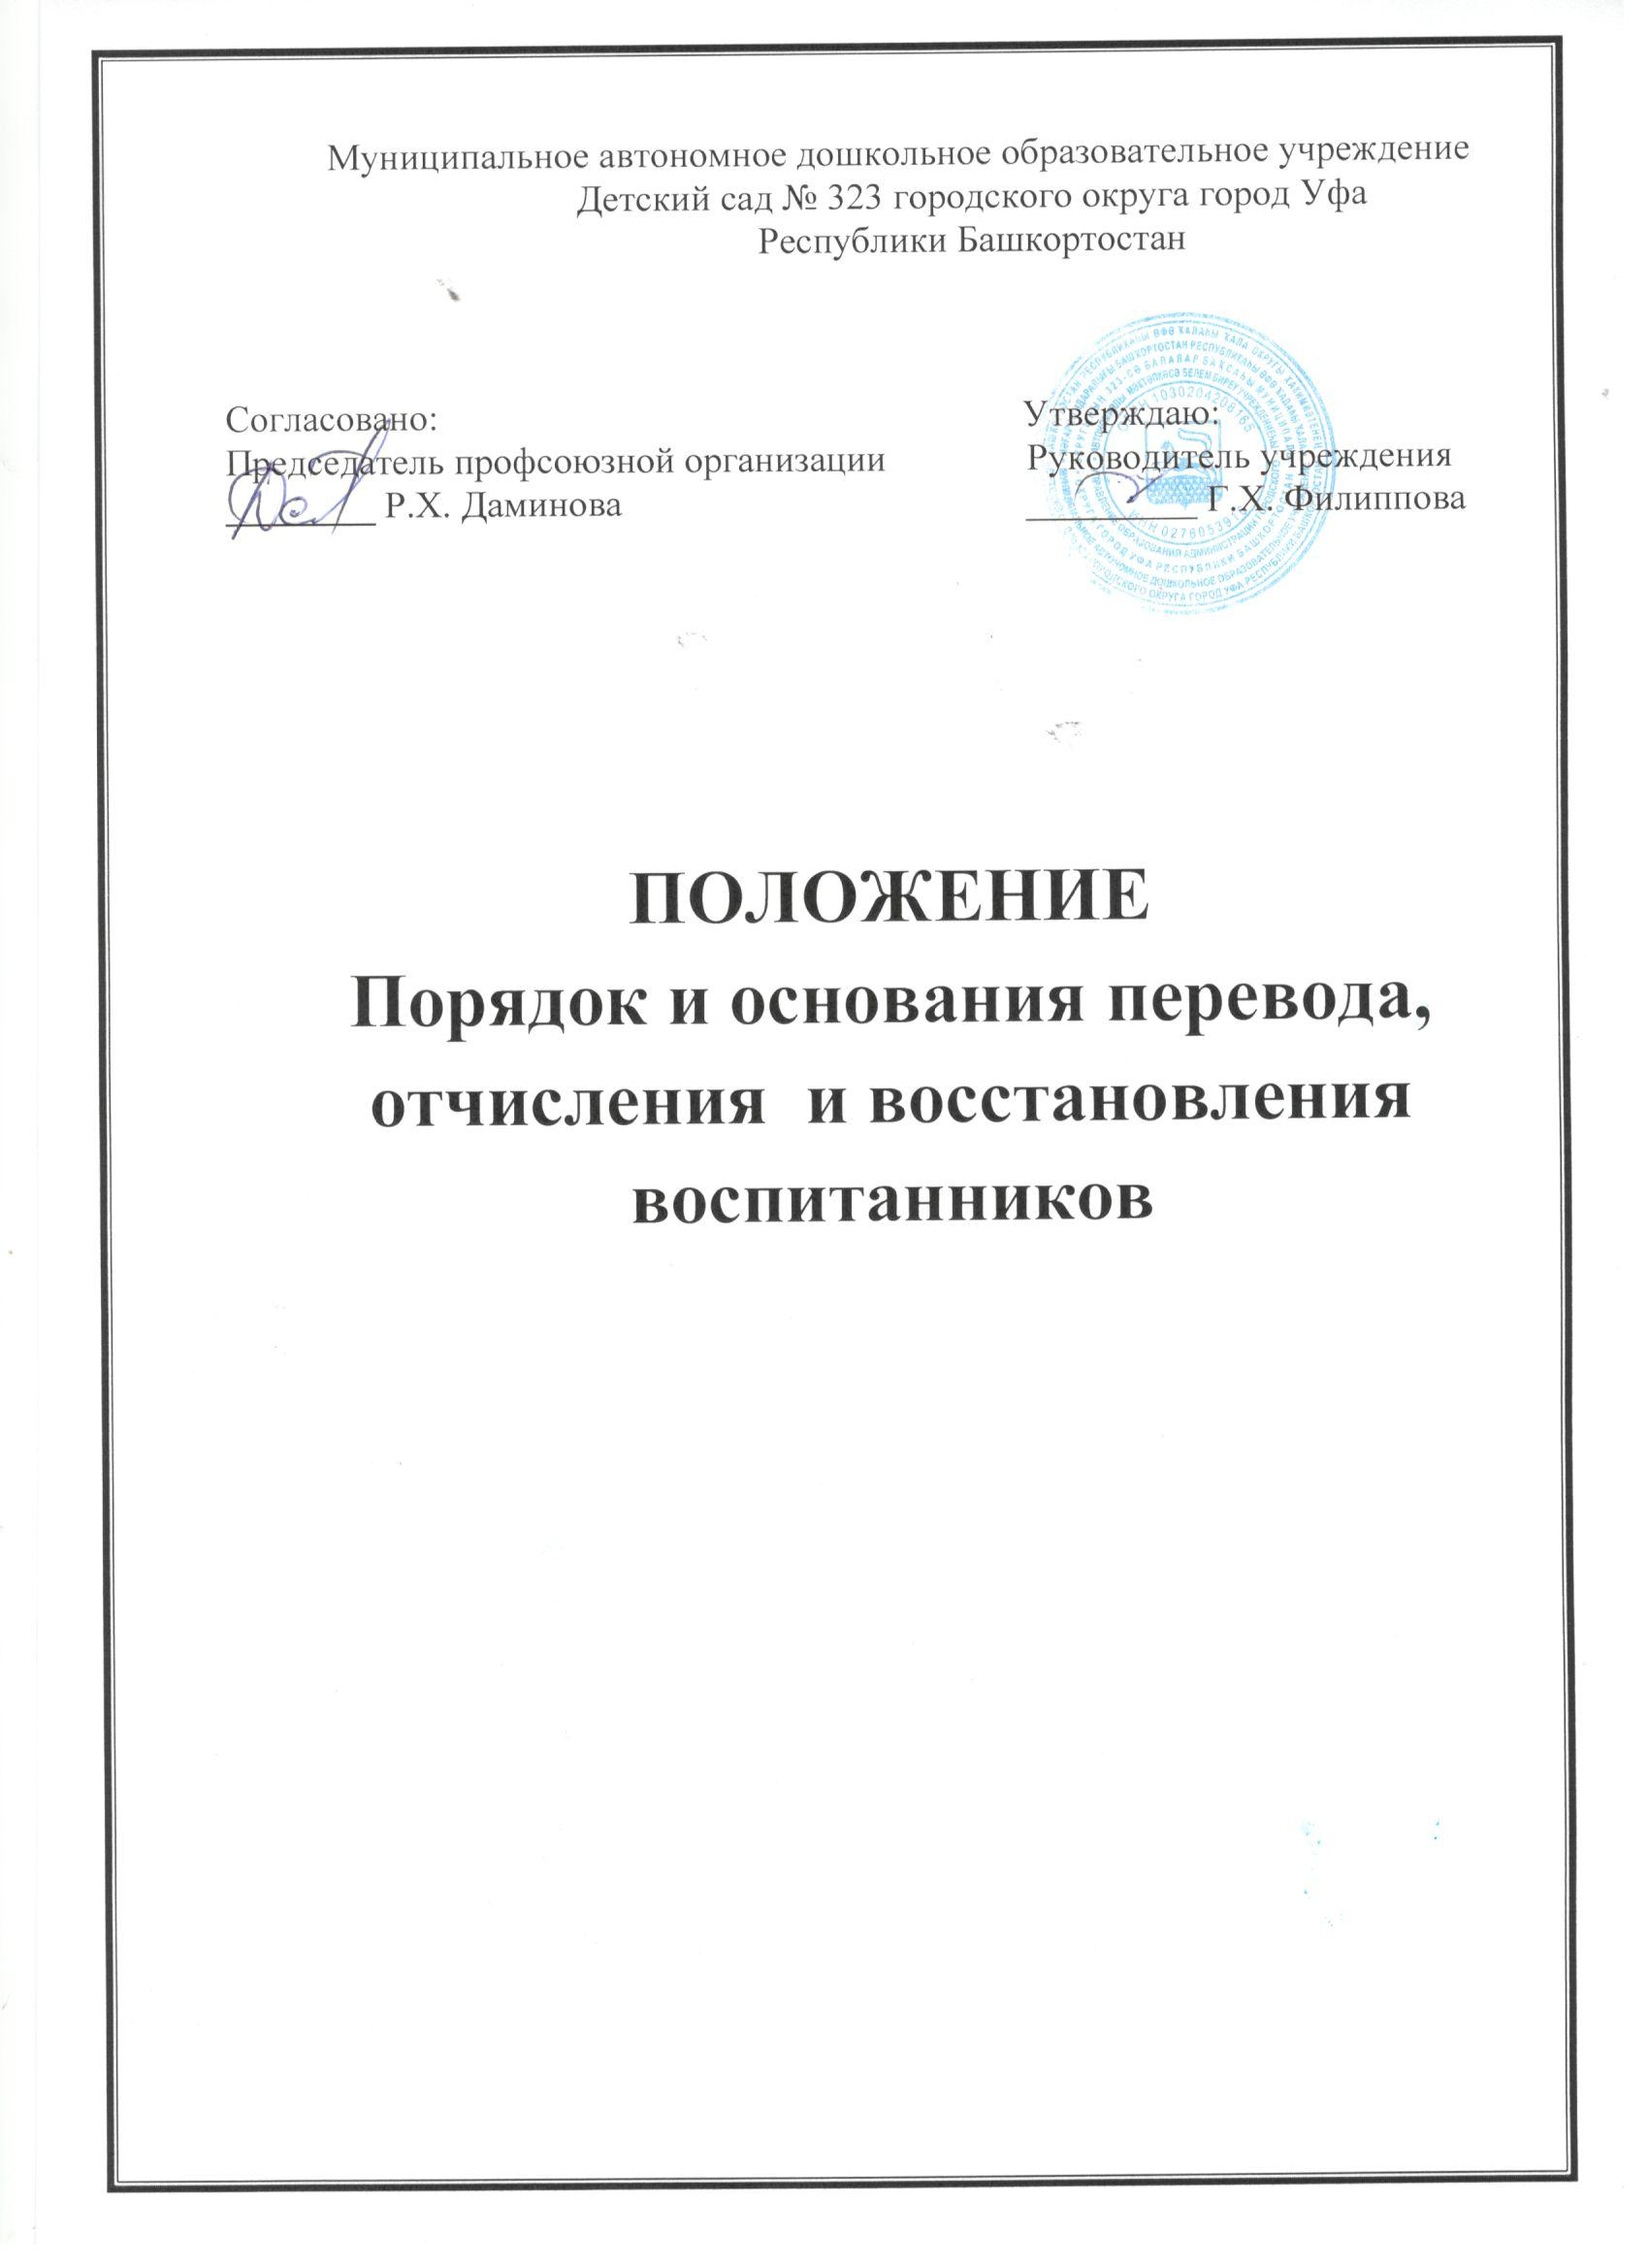 Муниципальное автономное дошкольное образовательное учреждение
Детский сад № 323 городского округа город Уфа
Республики Башкортостан
Согласовано:
Председатель профсоюзной организации
Р.Х. Даминова
Утверждаю:
Руководитель учреждения
Г.Х. Филиппова
ПОЛОЖЕНИЕ
Порядок и основания перевода,
отчисления и восстановления
воспитанников